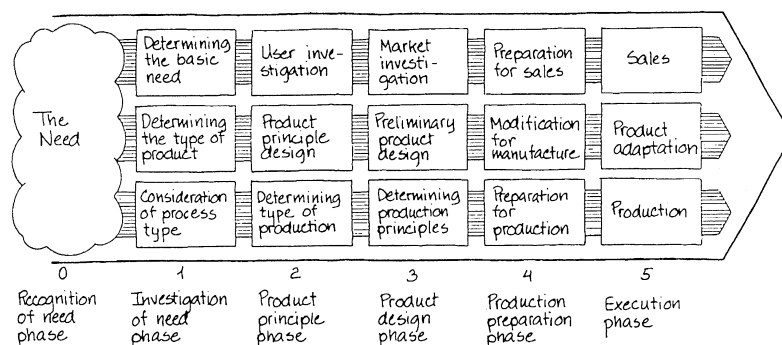 The
Need
Determining
the basic
need
User inve-
stigation
Market
investi-
gation
Preparation
for sales
Sales
Determining
the type of
product
Product
principle
design
Preliminary
product
design
Modification
for
manufacture
Product
adaptation
Consideration
of process
type
Determining
type of
production
Determining
production
principles
Preparation
for
production
Production
0
1
2
3
4
5
Recognition
of need
phase
Investigation
of need
phase
Product
principle
phase
Product
design
phase
Production
preparation
phase
Execution
phase